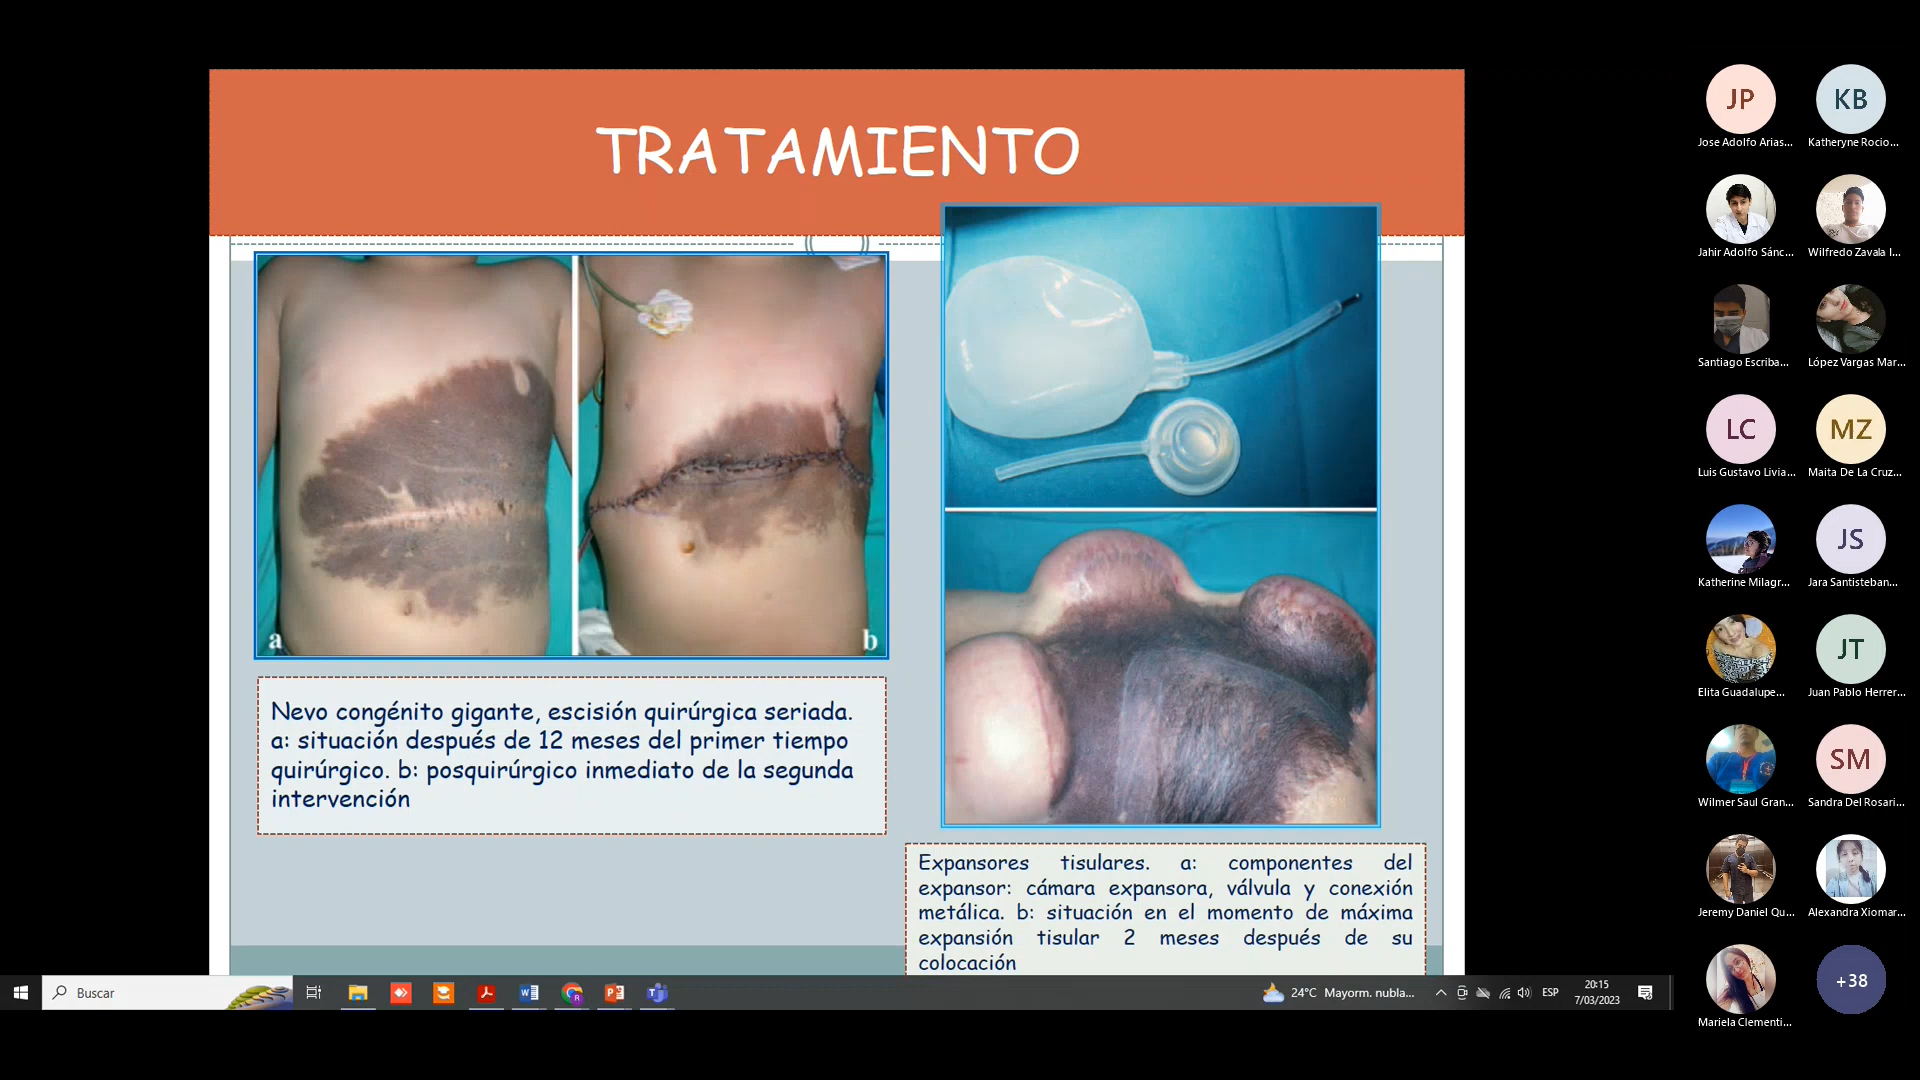 TRATAMIENTO
a
b
Nevo congénito gigante, escisión quirúrgica seriada.
a: situación después de 12 meses del primer tiempo
quirúrgico. b: posquirúrgico inmediato de la segunda
intervención
Expansores tisulares. a: componentes del
expansor: cámara expansora, válvula y conexión
metálica. b: situación en el momento de máxima
expansión tisular 2 meses después de su
colocación
JP
KB
Jose Adolfo Arias...
Katheryne Rocio...
Jahir Adolfo Sánc...
Wilfredo Zavala I...
Santiago Escriba...
López Vargas Mar...
LC
MZ
Luis Gustavo Livia...
Maita De La Cruz...
JS
Katherine Milagr...
Jara Santisteban...
JT
Elita Guadalupe...
Juan Pablo Herrer...
SM
Wilmer Saul Gran...
Sandra Del Rosari...
Jeremy Daniel Qu...
Alexandra Xiomar...
+38
Mariela Clementi...
Buscar
24°C Mayorm. nubla...
ESP
20:15
7/03/2023